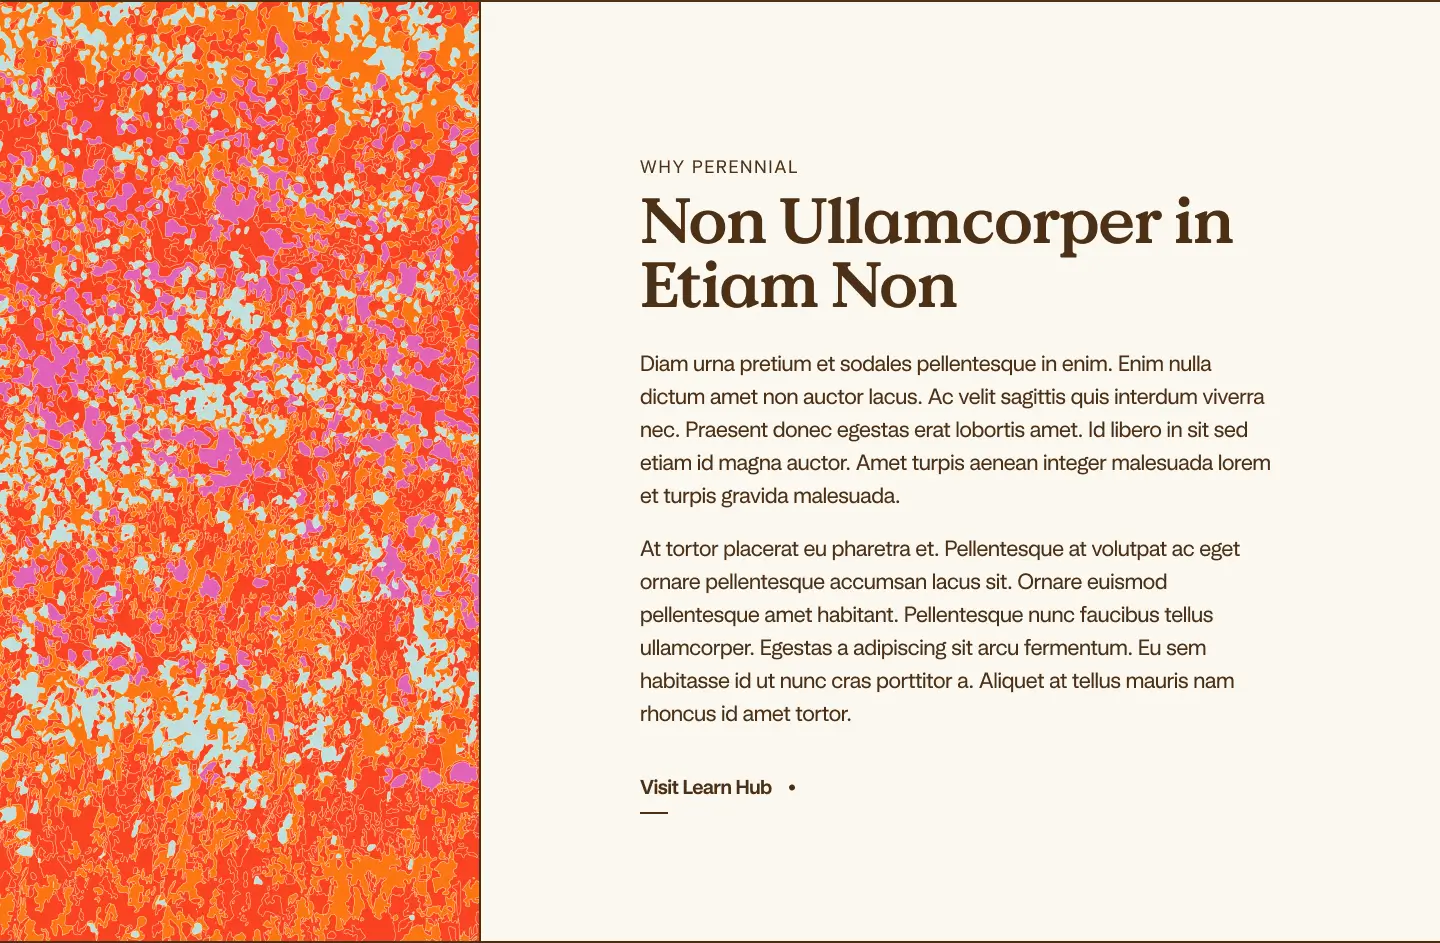 WHY PERENNIAL
Non Ullamcorper in
Etiam Non
Diam urna pretium et sodales pellentesque in enim. Enim nulla
dictum amet non auctor lacus. Ac velit sagittis quis interdum viverra
nec. Praesent donec egestas erat lobortis amet. Id libero in sit sed
etiam id magna auctor. Amet turpis aenean integer malesuada lorem
et turpis gravida malesuada.
At tortor placerat eu pharetra et. Pellentesque at volutpat ac eget
ornare pellentesque accumsan lacus sit. Ornare euismod
pellentesque amet habitant. Pellentesque nunc faucibus tellus
ullamcorper. Egestas a adipiscing sit arcu fermentum. Eu sem
habitasse id ut nunc cras porttitor a. Aliquet at tellus mauris nam
rhoncus id amet tortor.
Visit Learn Hub •